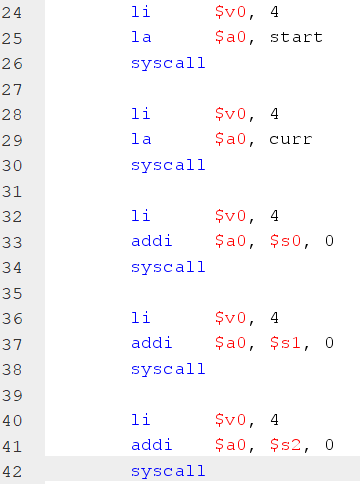 24 li $v0, 4
25 la $a0, start
26 syscall
27
28 li $v0, 4
29 la $a0, curr
30 syscall
31
32 li $v0, 4
33 addi $a0, $s0, 0
34 syscall
35
36 li $v0, 4
37 addi $a0, $s1, 0
38 syscall
39
40 li $v0, 4
41 addi $a0, $s2, 0
42 syscall